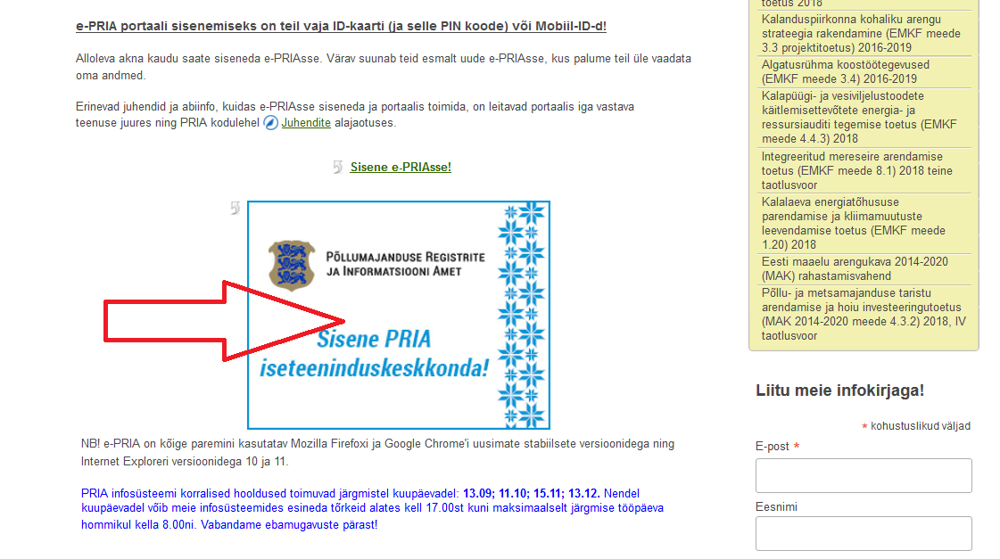 e-PRIA portaali sisenemiseks on teil vaja ID-kaarti (ja selle PIN koode) või Mobiil-ID-d!
Alloleva akna kaudu saate siseneda e-PRIAsse. Värav suunab teid esmalt uude e-PRIAsse, kus palume teil üle vaadata
oma andmed.
Erinevad juhendid ja abiinfo, kuidas e-PRIAsse siseneda ja portaalis toimida, on leitavad portaalis iga vastava
teenuse juures ning PRIA kodulehel Juhendite alajaotuses.
Sisene e-PRIAsse!
PÕLLUMAJANDUSE REGISTRITE
JA INFORMATSIOONI AMET
Sisene PRIA
iseteeninduskeskkonda!
NB! e-PRIA on kõige paremini kasutatav Mozilla Firefoxi ja Google Chrome'i uusimate stabiilsete versioonidega ning
Internet Exploreri versioonidega 10 ja 11.
PRIA infosüsteemi korralised hooldused toimuvad järgmistel kuupäevadel: 13.09; 11.10; 15.11; 13.12. Nendel
kuupäevadel võib meie infosüsteemides esineda tõrkeid alates kell 17.00st kuni maksimaalselt järgmise tööpäeva
hommikul kella 8.00ni. Vabandame ebamugavuste pärast!
toetus 2018
Kalanduspiirkonna kohaliku arengu
strateegia rakendamine (EMKF meede
3.3 projektitoetus) 2016-2019
Algatusrühma koostöötegevused
(EMKF meede 3.4) 2016-2019
Kalapüügi- ja vesiviljelustoodete
käitlemisettevõtete energia- ja
ressursiauditi tegemise toetus (EMKF
meede 4.4.3) 2018
Integreeritud mereseire arendamise
toetus (EMKF meede 8.1) 2018 teine
taotlusvoor
Kalalaeva energiatõhususe
parendamise ja kliimamuutuste
leevendamise toetus (EMKF meede
1.20) 2018
Eesti maaelu arengukava 2014-2020
(MAK) rahastamisvahend
Põllu- ja metsamajanduse taristu
arendamise ja hoiu investeeringutoetus
(MAK 2014-2020 meede 4.3.2) 2018, IV
taotlusvoor
Liitu meie infokirjaga!
* kohustuslikud väljad
E-post *
Eesnimi